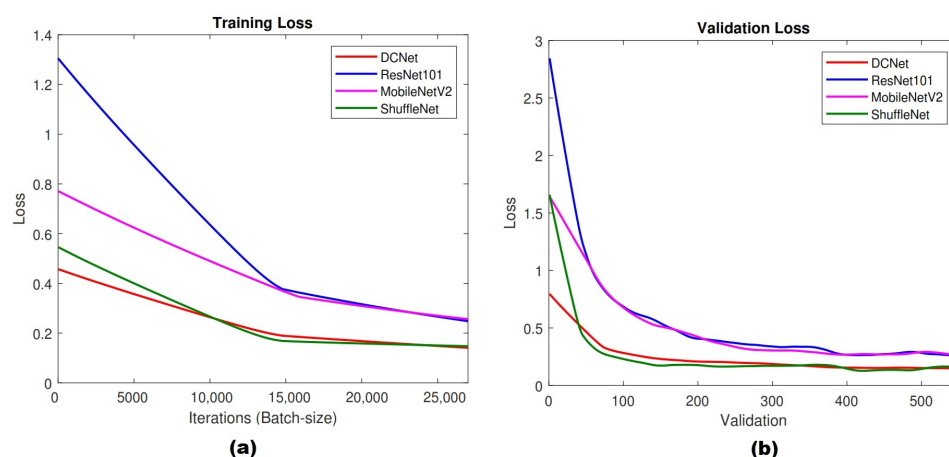 Training Loss
1.4
1.2
1
0.8
0.6
0.4
0.2
0
Loss
DCNet
ResNet101
MobileNetV2
ShuffleNet
0 5000 10,000 15,000 20,000 25,000
Iterations (Batch-size)
(a)
Validation Loss
3
2.5
2
1.5
1
0.5
0
Loss
DCNet
ResNet101
MobileNetV2
ShuffleNet
0 100 200 300 400 500
Validation
(b)